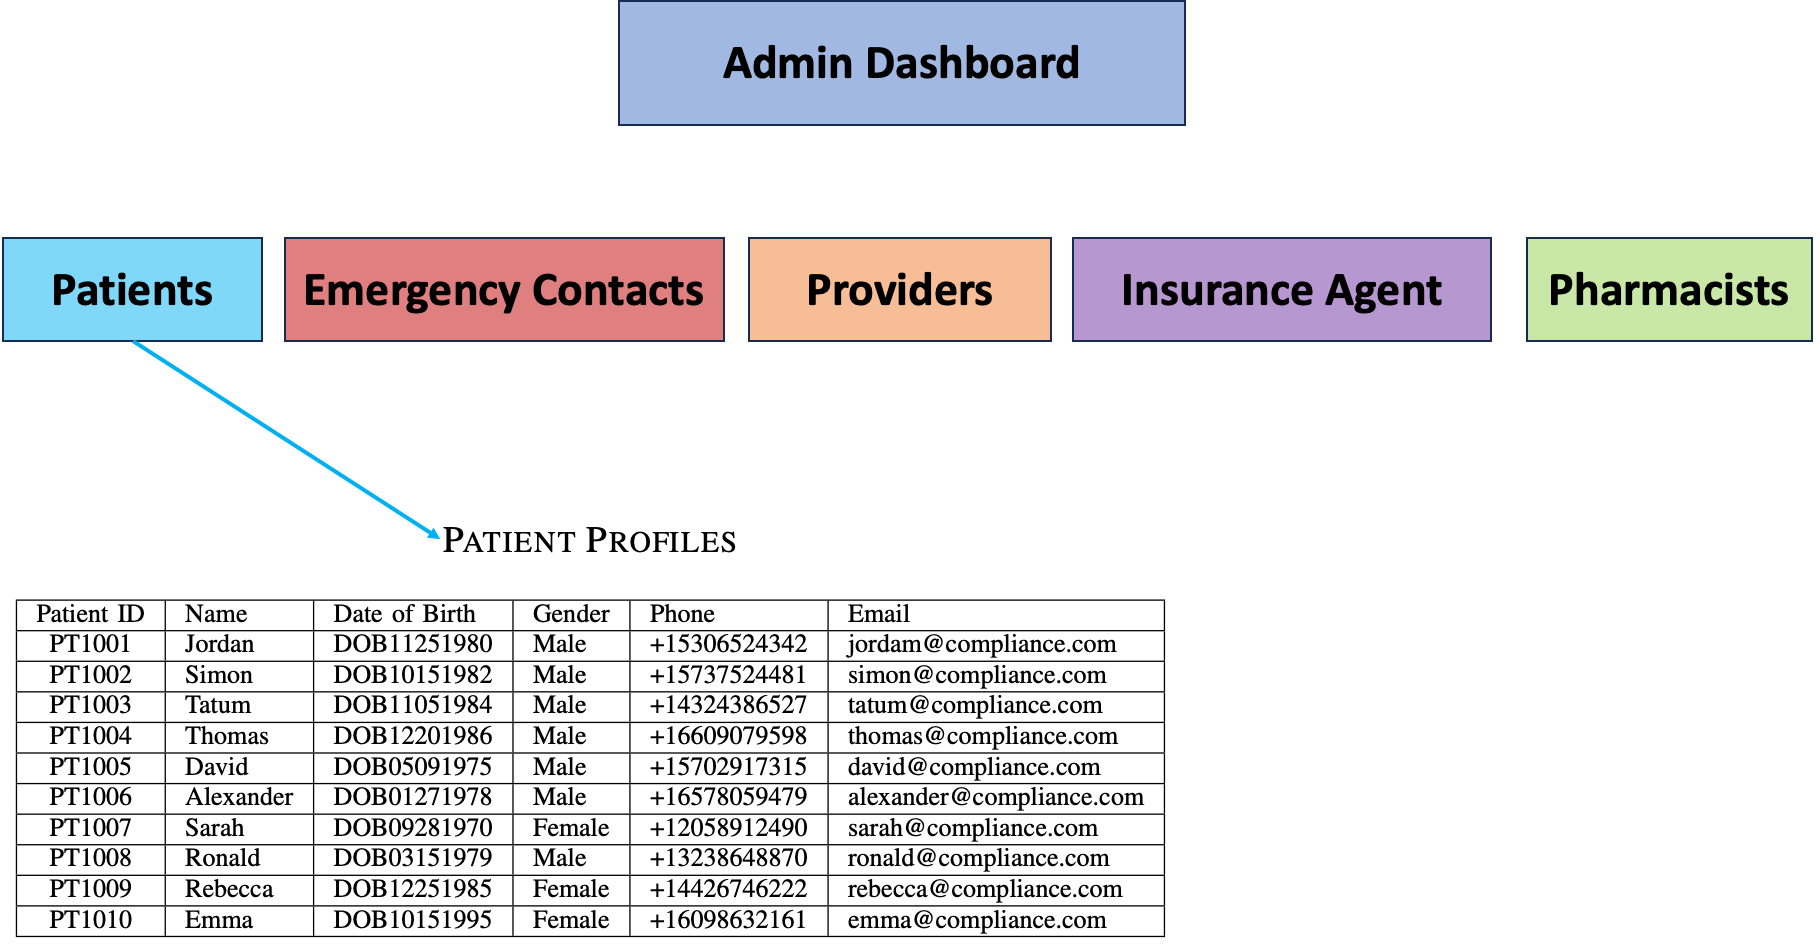 Admin Dashboard
Patients Emergency Contacts Providers Insurance Agent Pharmacists
PATIENT PROFILES
Patient ID Name Date of Birth Gender Phone Email
PT1001 Jordan DOB11251980 Male +15306524342 jordam@compliance.com
PT1002 Simon DOB10151982 Male +15737524481 simon@compliance.com
PT1003 Tatum DOB11051984 Male +14324386527 tatum@compliance.com
PT1004 Thomas DOB12201986 Male +16609079598 thomas@compliance.com
PT1005 David DOB05091975 Male +15702917315 david@compliance.com
PT1006 Alexander DOB01271978 Male +16578059479 alexander@compliance.com
PT1007 Sarah DOB09281970 Female +12058912490 sarah@compliance.com
PT1008 Ronald DOB03151979 Male +13238648870 ronald@compliance.com
PT1009 Rebecca DOB12251985 Female +14426746222 rebecca@compliance.com
PT1010 Emma DOB10151995 Female +16098632161 emma@compliance.com